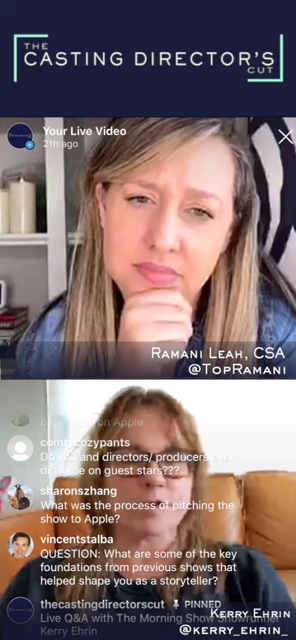 THE
CASTING DIRECTOR'S
CUT
Your Live Video
21h ago
RAMANI LEAH, CSA
@TOPRAMANI
on Apple
Do you and directors/ producers ever
disagree on guest stars???
sharonszhang
What was the process of pitching the
show to Apple?
vincentstalba
QUESTION: What are some of the key
foundations from previous shows that
helped shape you as a storyteller?
thecastingdirectorscut PINNED
Live Q&A with The Morning Show Showrunner
Kerry Ehrin
KERRY EHRIN
@KERRY_EHRIN_